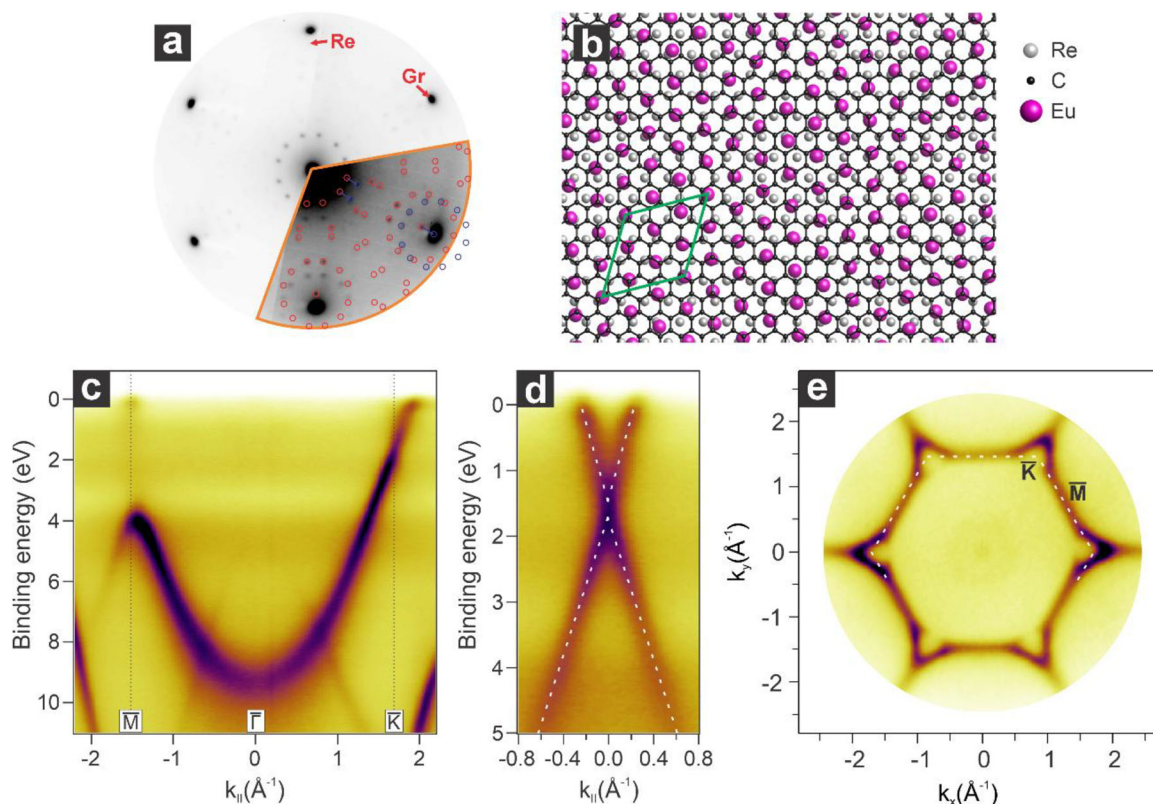 a
Re
Gr
b
Re
C
Eu
c
0
2
4
6
8
10
Binding energy (eV)
M̅
Γ̅
K̅
-2
-1
0
1
2
k||(Å⁻¹)
d
0
1
2
3
4
5
Binding energy (eV)
-0.8
-0.4
0.0
0.4
0.8
k||(Å⁻¹)
e
2
1
0
-1
-2
kᵧ(Å⁻¹)
K̅
M̅
-2
-1
0
1
2
kₓ(Å⁻¹)